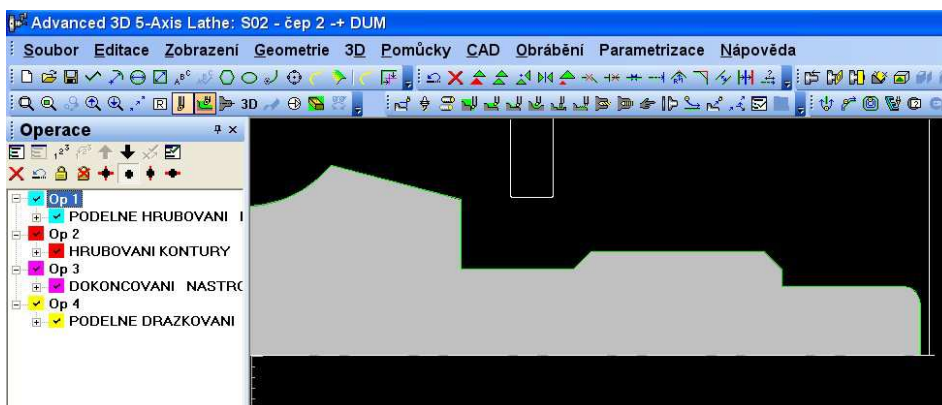 Advanced 3D 5-Axis Lathe: S02 - čep 2 -+ DUM
Soubor Editace Zobrazení Geometrie 3D Pomůcky CAD Obrábění Parametrizace Nápověda
3D
Operace
Op 1
PODELNE HRUBOVANI
Op 2
HRUBOVANI KONTURY
Op 3
DOKONCOVANI NASTRO
Op 4
PODELNE DRAZKOVANI